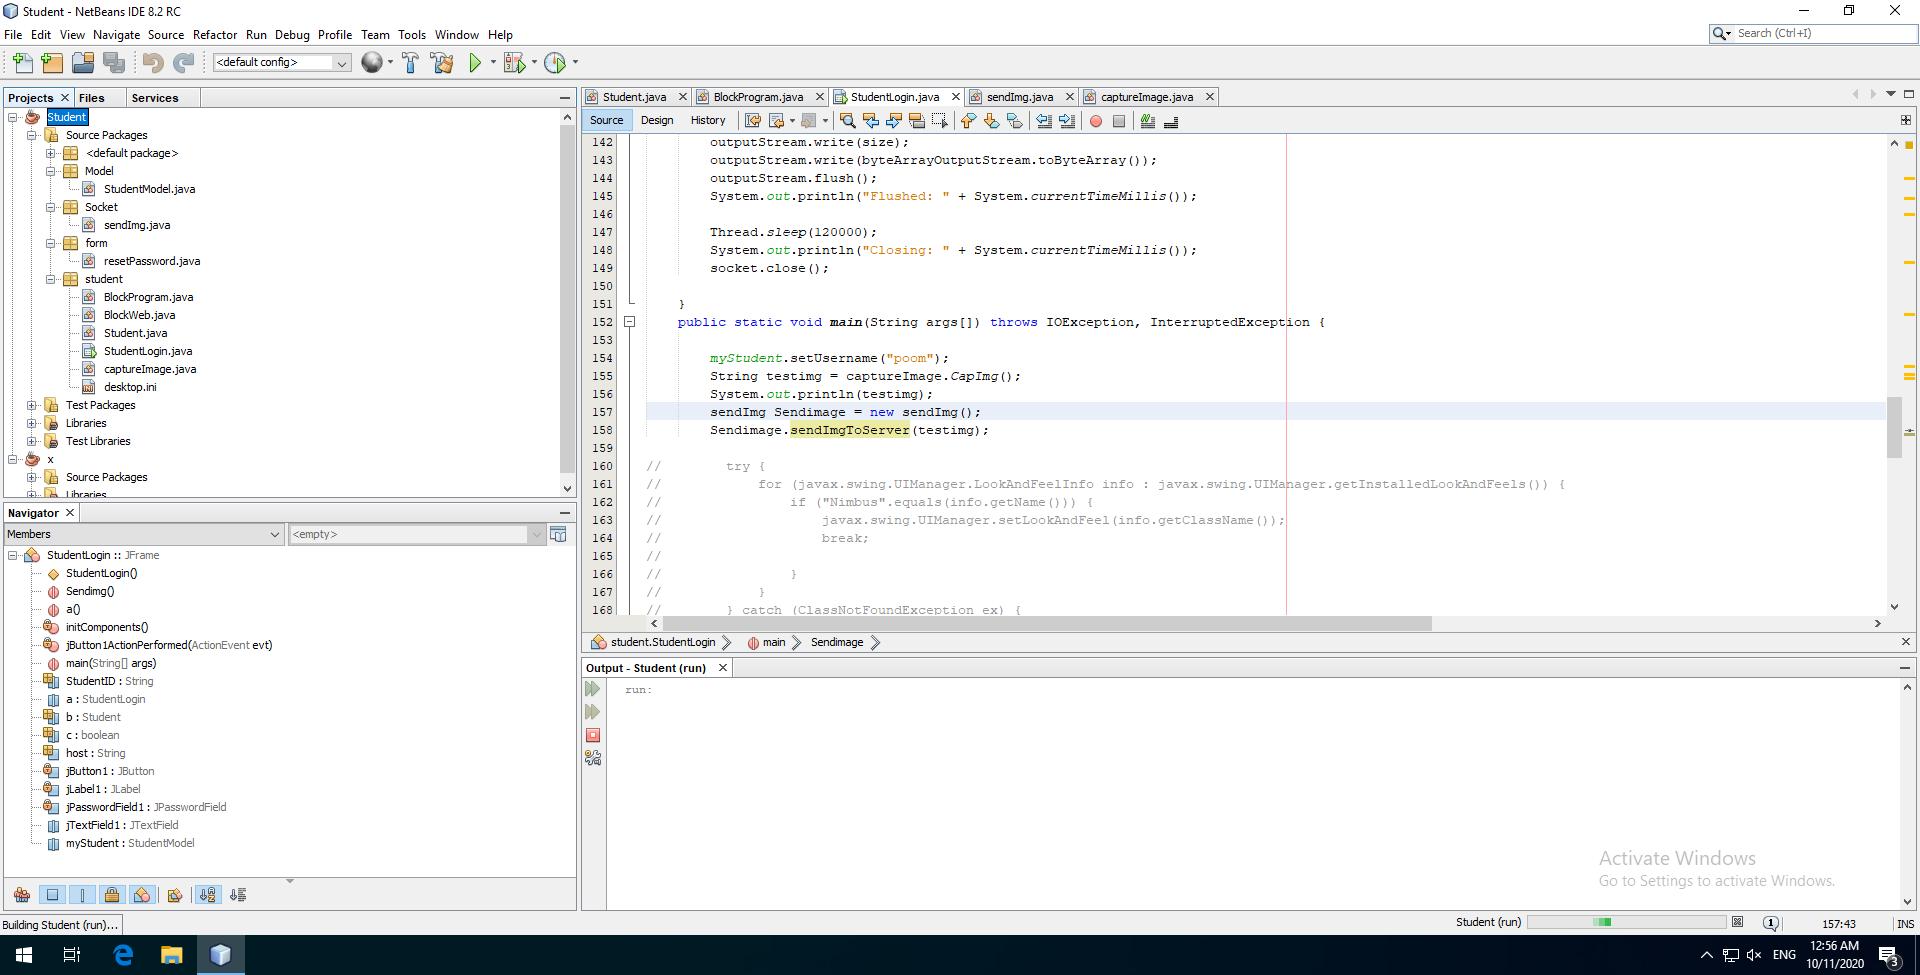 Student - NetBeans IDE 8.2 RC
File Edit View Navigate Source Refactor Run Debug Profile Team Tools Window Help
Search (Ctrl+I)
<default config>
Projects Files Services
Student
Source Packages
<default package>
Model
StudentModel.java
Socket
sendImg.java
form
resetPassword.java
student
BlockProgram.java
BlockWeb.java
Student.java
StudentLogin.java
captureImage.java
desktop.ini
Test Packages
Libraries
Test Libraries
x
Source Packages
Libraries
Navigator
Members
<empty>
StudentLogin :: JFrame
StudentLogin()
Sendimg()
a()
initComponents()
jButton1ActionPerformed(ActionEvent evt)
main(String[] args)
StudentID : String
a : StudentLogin
b : Student
c : boolean
host : String
jButton1 : JButton
jLabel1 : JLabel
jPasswordField1 : JPasswordField
jTextField1 : JTextField
myStudent : StudentModel
Student.java BlockProgram.java StudentLogin.java sendImg.java captureImage.java
Source Design History
142 outputStream.write(size);
143 outputStream.write(byteArrayOutputStream.toByteArray());
144 outputStream.flush();
145 System.out.println("Flushed: " + System.currentTimeMillis());
146
147 Thread.sleep(120000);
148 System.out.println("Closing: " + System.currentTimeMillis());
149 socket.close();
150
151 }
152 public static void main(String args[]) throws IOException, InterruptedException {
153
154 myStudent.setUsername("poom");
155 String testimg = captureImage.CapImg();
156 System.out.println(testimg);
157 sendImg Sendimage = new sendImg();
158 Sendimage.sendImgToServer(testimg);
159
160 // try {
161 // for (javax.swing.UIManager.LookAndFeelInfo info : javax.swing.UIManager.getInstalledLookAndFeels()) {
162 // if ("Nimbus".equals(info.getName())) {
163 // javax.swing.UIManager.setLookAndFeel(info.getClassName());
164 // break;
165 //
166 // }
167 // }
168 // } catch (ClassNotFoundException ex) {
student.StudentLogin main Sendimage
Output - Student (run)
run:
Activate Windows
Go to Settings to activate Windows.
Building Student (run)...
Student (run)
1
157:43
INS
ENG
12:56 AM
10/11/2020
3